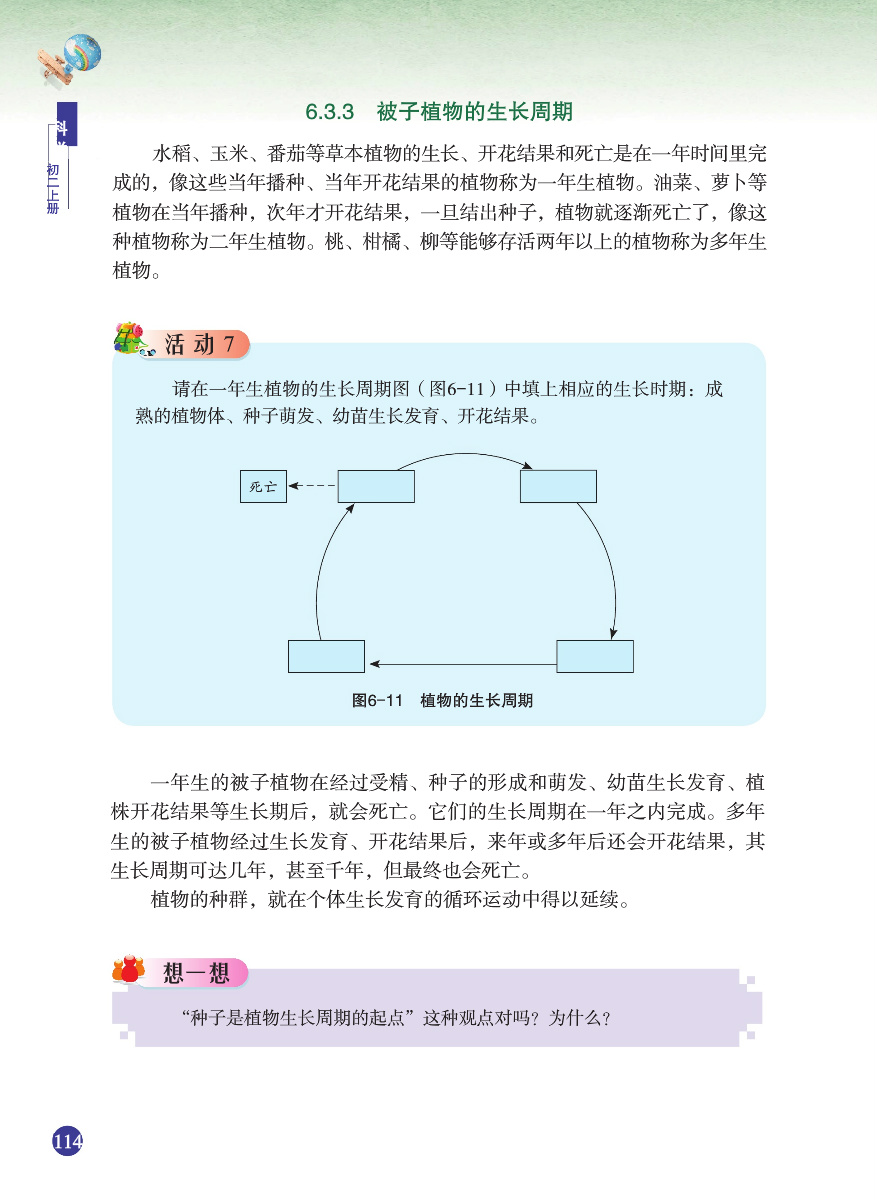 科
初二上册
6.3.3 被子植物的生长周期
水稻、玉米、番茄等草本植物的生长、开花结果和死亡是在一年时间里完
成的，像这些当年播种、当年开花结果的植物称为一年生植物。油菜、萝卜等
植物在当年播种，次年才开花结果，一旦结出种子，植物就逐渐死亡了，像这
种植物称为二年生植物。桃、柑橘、柳等能够存活两年以上的植物称为多年生
植物。
活动7
请在一年生植物的生长周期图（图6-11）中填上相应的生长时期：成
熟的植物体、种子萌发、幼苗生长发育、开花结果。
死亡
图6-11 植物的生长周期
一年生的被子植物在经过受精、种子的形成和萌发、幼苗生长发育、植
株开花结果等生长期后，就会死亡。它们的生长周期在一年之内完成。多年
生的被子植物经过生长发育、开花结果后，来年或多年后还会开花结果，其
生长周期可达几年，甚至千年，但最终也会死亡。
植物的种群，就在个体生长发育的循环运动中得以延续。
想一想
“种子是植物生长周期的起点”这种观点对吗？为什么？
114